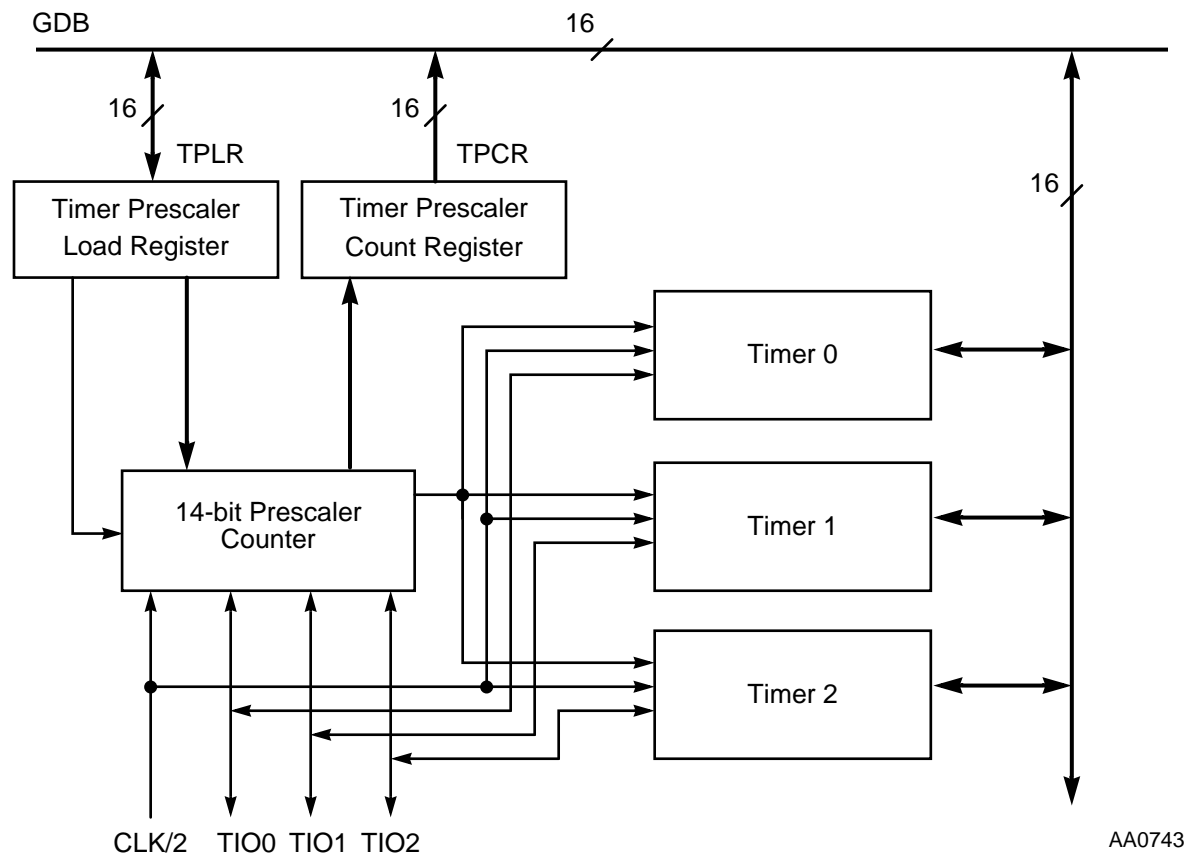 GDB
16
16
16
16
TPLR
TPCR
Timer Prescaler
Load Register
Timer Prescaler
Count Register
Timer 0
14-bit Prescaler
Counter
Timer 1
Timer 2
CLK/2
TIO0
TIO1
TIO2
AA0743